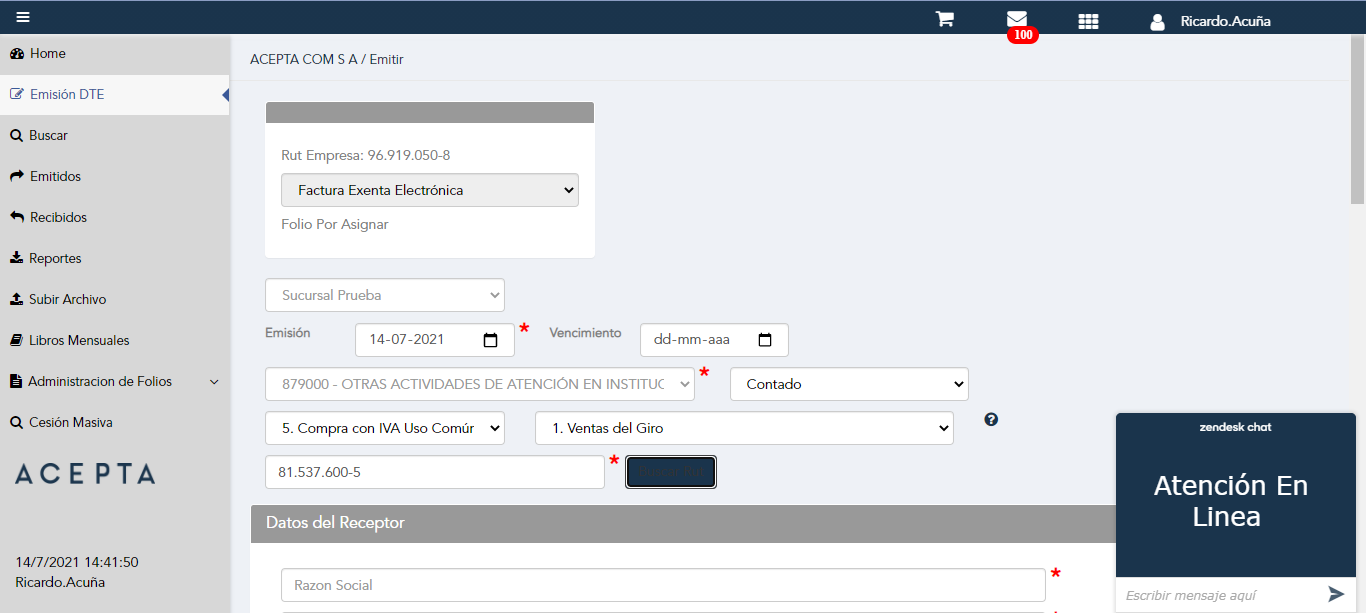 100
Ricardo.Acuña
Home
Emisión DTE
Buscar
Emitidos
Recibidos
Reportes
Subir Archivo
Libros Mensuales
Administracion de Folios
Cesión Masiva
ACEPTA
14/7/2021 14:41:50
Ricardo.Acuña
ACEPTA COM S A / Emitir
Rut Empresa: 96.919.050-8
Factura Exenta Electrónica
Folio Por Asignar
Sucursal Prueba
Emisión 14-07-2021 * Vencimiento dd-mm-aaa
879000 - OTRAS ACTIVIDADES DE ATENCIÓN EN INSTITUC * Contado
5. Compra con IVA Uso Comúr 1. Ventas del Giro ?
81.537.600-5 *
Datos del Receptor
Razon Social *
zendesk chat
Atención En
Linea
Escribir mensaje aquí